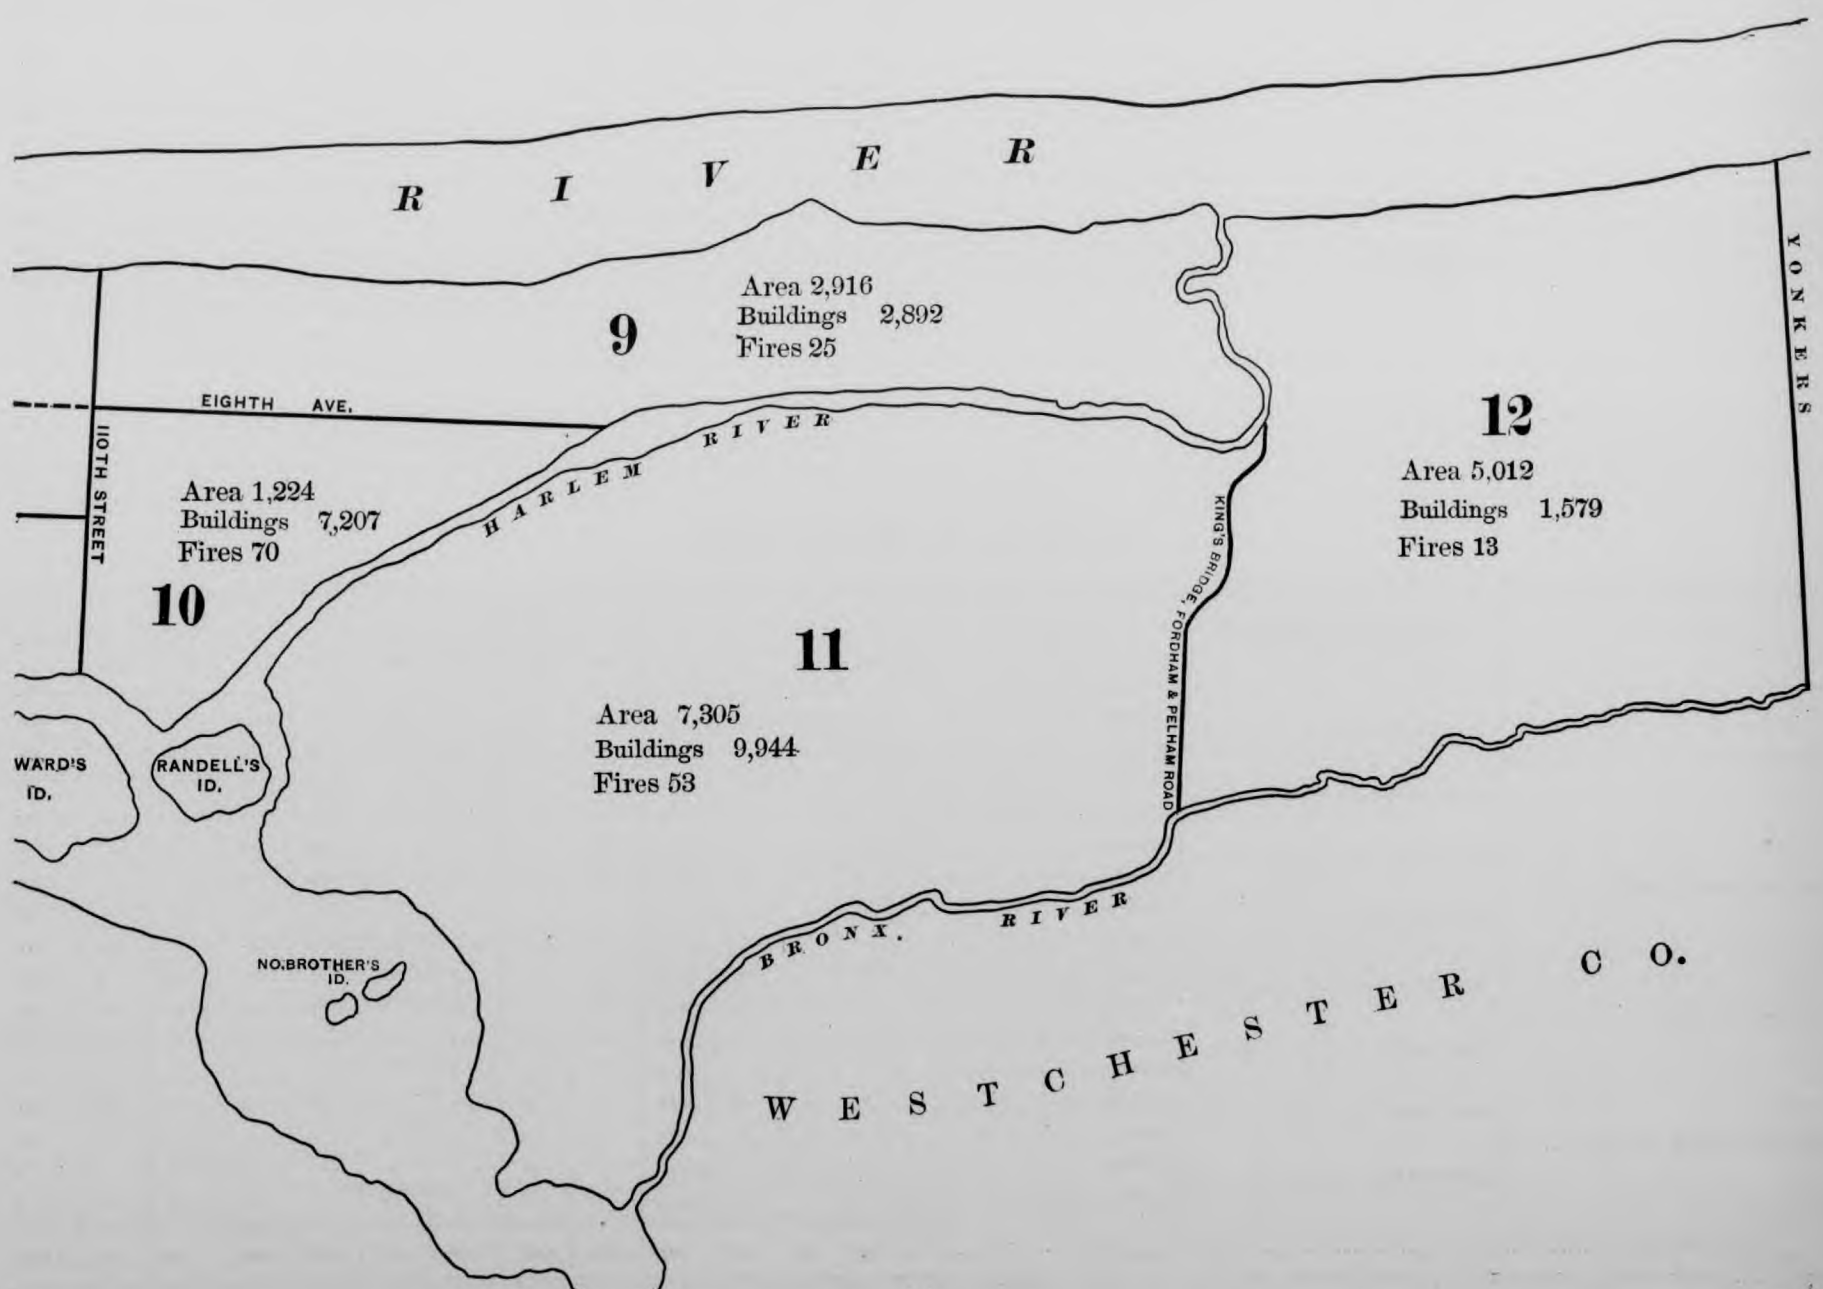 RIVER
Area 2,916
Buildings 2,892
Fires 25
9
EIGHTH AVE.
110TH STREET
HARLEM RIVER
Area 1,224
Buildings 7,207
Fires 70
10
12
Area 5,012
Buildings 1,579
Fires 13
YONKERS
KING'S BRIDGE, FORDHAM & PELHAM ROAD
11
Area 7,305
Buildings 9,944
Fires 53
WARD'S
ID.
RANDELL'S
ID.
NO. BROTHER'S
ID.
BRONX. RIVER
WESTCHESTER CO.